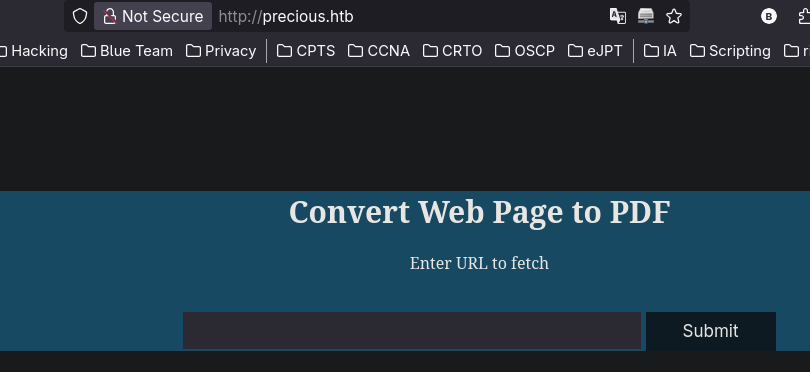 Not Secure http://precious.htb B
Hacking Blue Team Privacy CPTS CCNA CRTO OSCP eJPT IA Scripting r
Convert Web Page to PDF
Enter URL to fetch
Submit